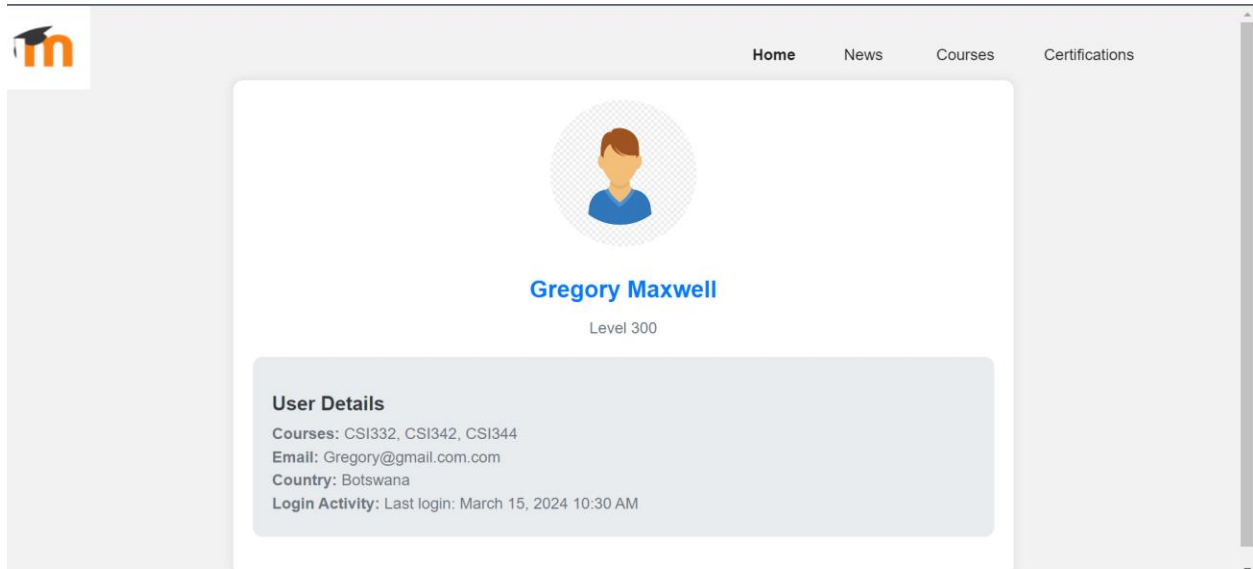 m
Home News Courses Certifications
Gregory Maxwell
Level 300
User Details
Courses: CSI332, CSI342, CSI344
Email: Gregory@gmail.com.com
Country: Botswana
Login Activity: Last login: March 15, 2024 10:30 AM